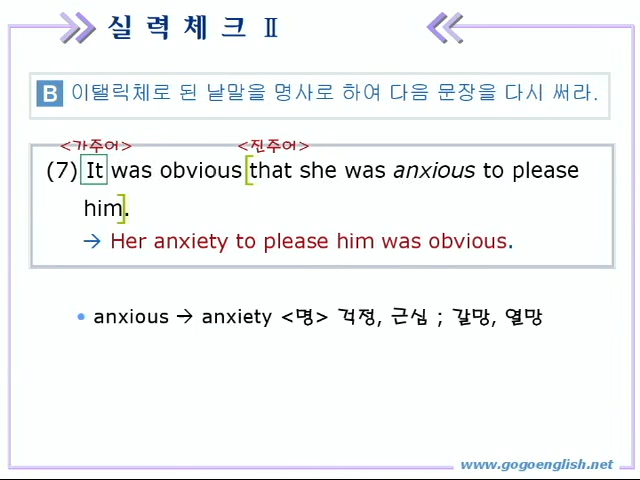 실 력 체 크 Ⅱ
B 이탤릭체로 된 낱말을 명사로 하여 다음 문장을 다시 써라.
<가주어> <진주어>
(7) It was obvious that she was anxious to please
him.
→ Her anxiety to please him was obvious.
• anxious → anxiety <명> 걱정, 근심 ; 갈망, 열망
www.gogoenglish.net